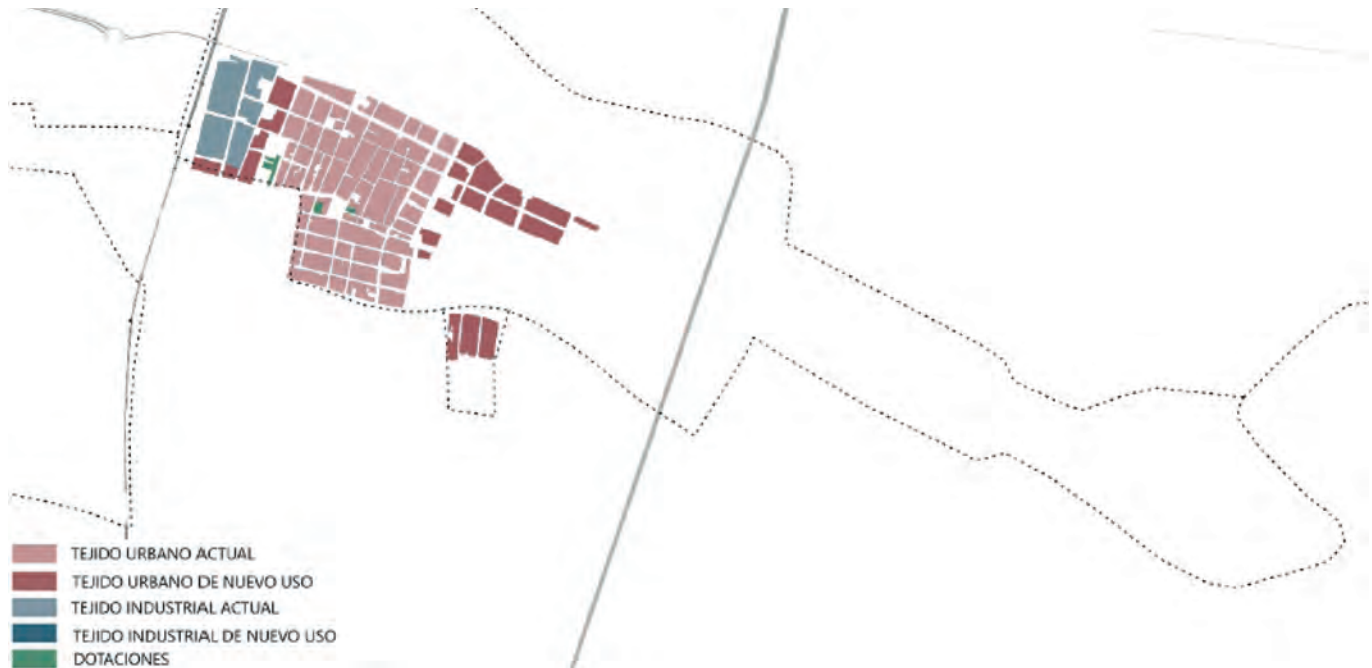 TEJIDO URBANO ACTUAL
TEJIDO URBANO DE NUEVO USO
TEJIDO INDUSTRIAL ACTUAL
TEJIDO INDUSTRIAL DE NUEVO USO
DOTACIONES